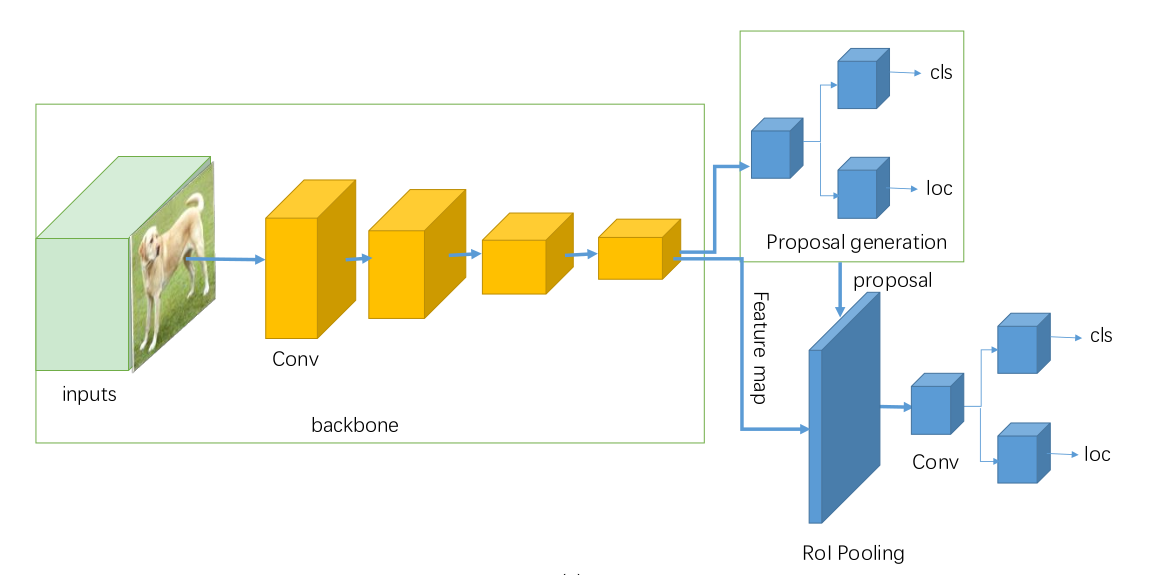 cls
loc
Proposal generation
proposal
Feature map
inputs
Conv
backbone
cls
Conv
loc
RoI Pooling